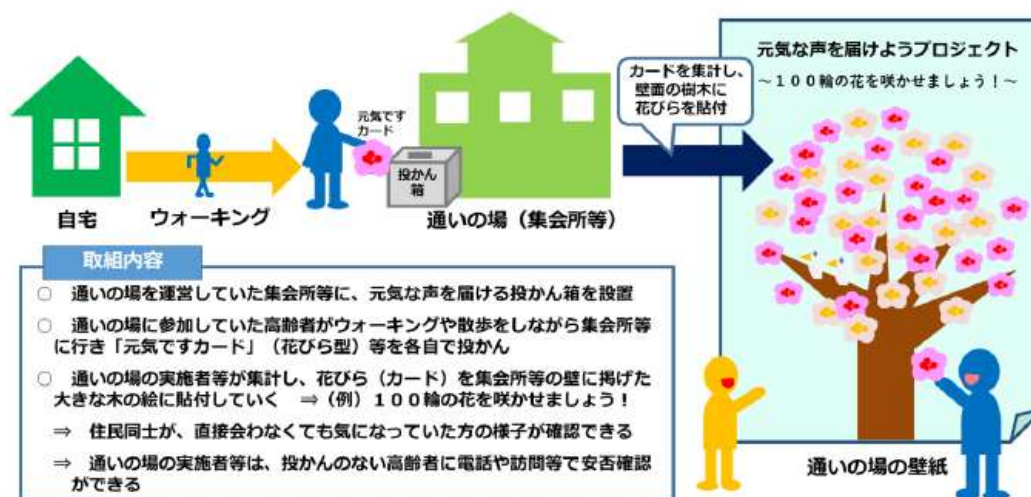 元気な声を届けようプロジェクト
～１００輪の花を咲かせましょう！～
カードを集計し、
壁面の樹木に
花びらを貼付
元気です
カード
投かん
箱
自宅
ウォーキング
通いの場（集会所等）
取組内容
○　通いの場を運営していた集会所等に、元気な声を届ける投かん箱を設置
○　通いの場に参加していた高齢者がウォーキングや散歩をしながら集会所等
に行き「元気ですカード」（花びら型）等を各自で投かん
○　通いの場の実施者等が集計し、花びら（カード）を集会所等の壁に掲げた
大きな木の絵に貼付していく　⇒（例）１００輪の花を咲かせましょう！
⇒　住民同士が、直接会わなくても気になっていた方の様子が確認できる
⇒　通いの場の実施者等は、投かんのない高齢者に電話や訪問等で安否確認
ができる
通いの場の壁紙